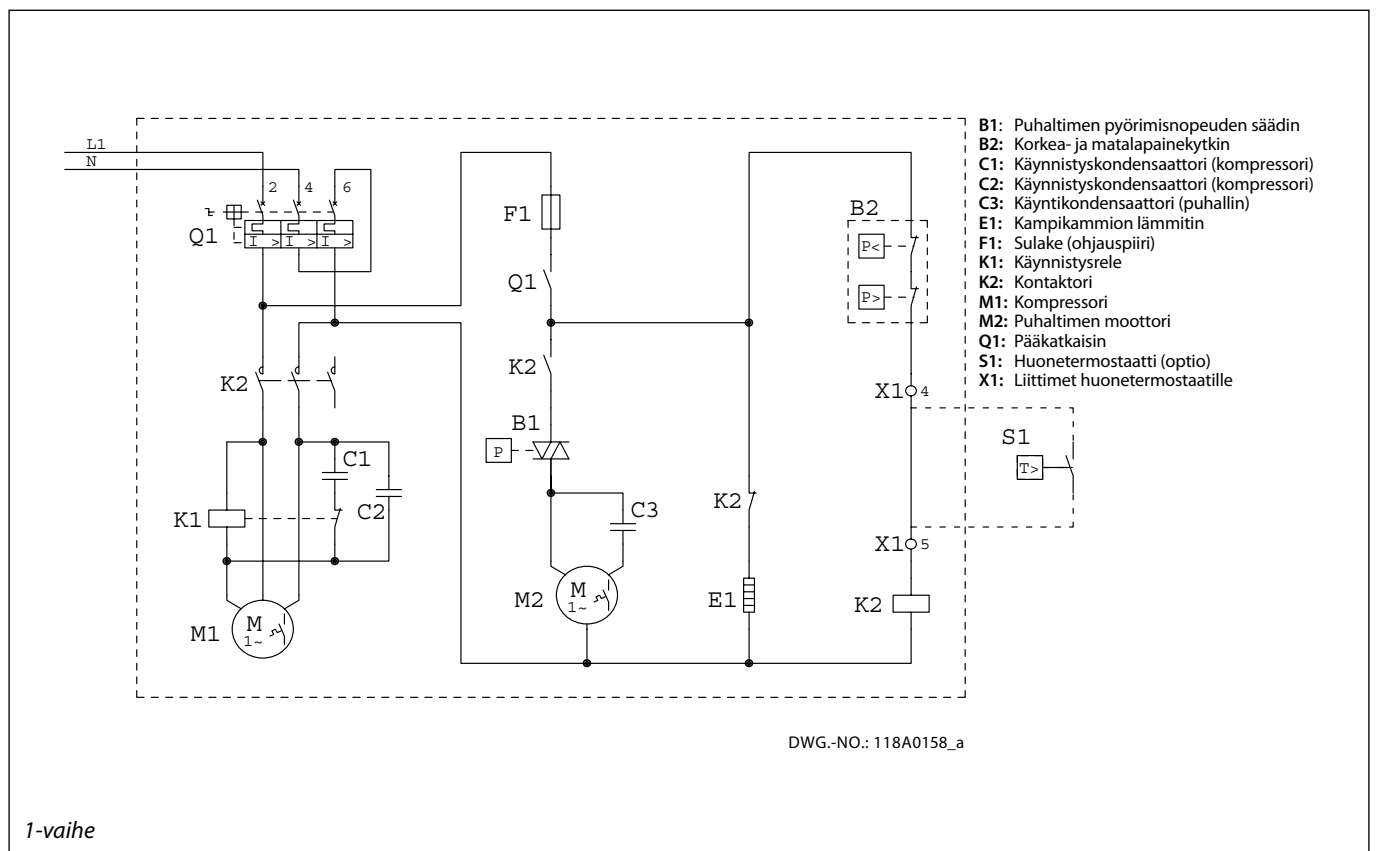 L1
N
2 4 6
Q1
I > I > I >
K2
C1
C2
K1
M1
M
1~
F1
Q1
K2
B1
P
C3
M2
M
1~
K2
E1
B2
P<
P>
X1 4
S1
T>
X1 5
K2
B1: Puhaltimen pyörimisnopeuden säädin
B2: Korkea- ja matalapainekytkin
C1: Käynnistyskondensaattori (kompressori)
C2: Käynnistyskondensaattori (kompressori)
C3: Käyntikondensaattori (puhallin)
E1: Kampikammion lämmitin
F1: Sulake (ohjauspiiri)
K1: Käynnistysrele
K2: Kontaktori
M1: Kompressori
M2: Puhaltimen moottori
Q1: Pääkatkaisin
S1: Huonetermostaatti (optio)
X1: Liittimet huonetermostaatille
DWG.-NO.: 118A0158_a
1-vaihe